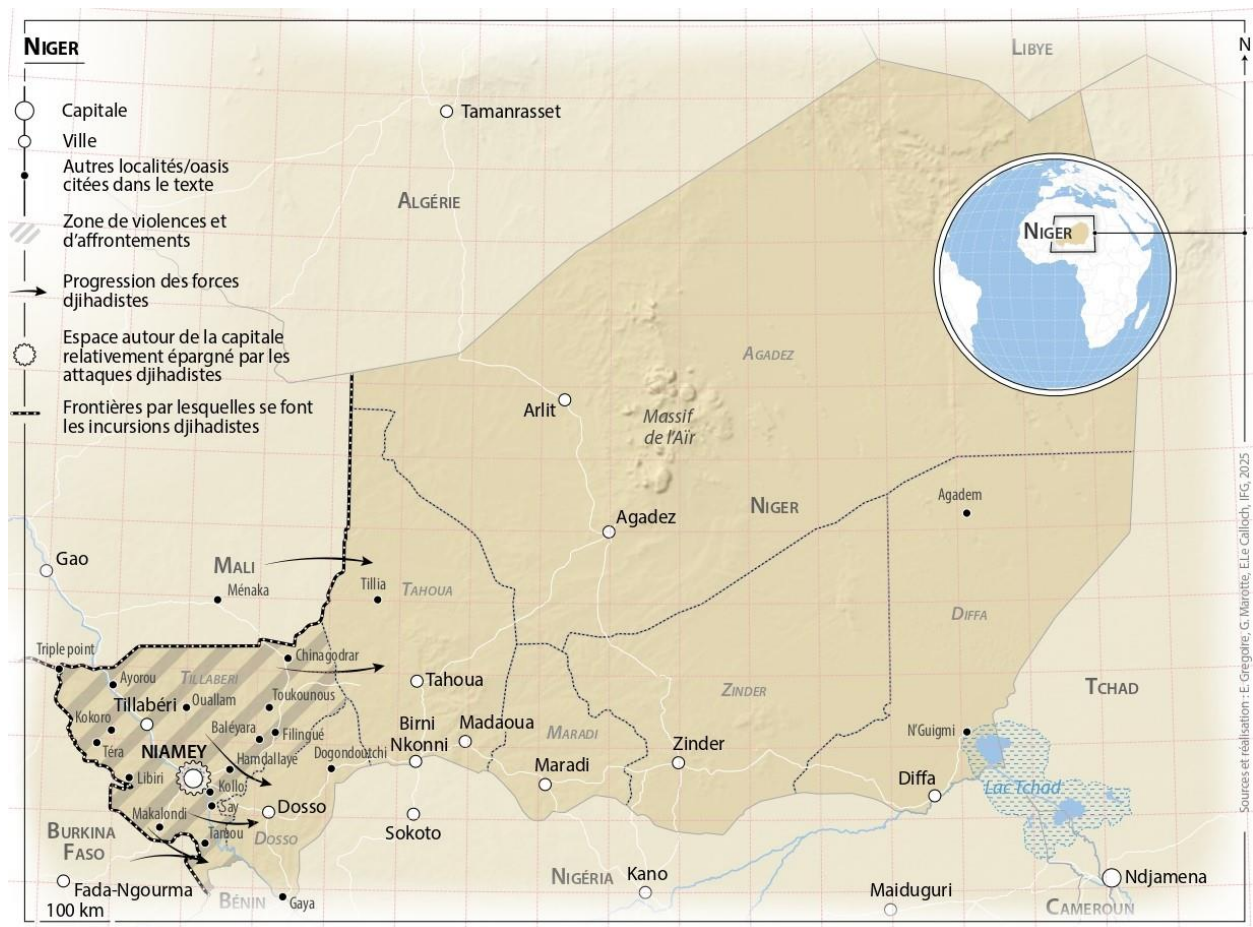 NIGER
Capitale
Ville
Autres localités/oasis
citées dans le texte
Zone de violences et
d'affrontements
Progression des forces
djihadistes
Espace autour de la capitale
relativement épargné par les
attaques djihadistes
Frontières par lesquelles se font
les incursions djihadistes
LIBYE
N
Tamanrasset
ALGÉRIE
NIGER
AGADEZ
Arlit
Massif
de l'Aïr
NIGER
Agadez
Agadem
Gao
MALI
Ménaka
Tillia
TAHOUA
DIFFA
Triple point
Chinagodrar
Ayorou
TILLABERI
Tahoua
TCHAD
Tillabéri
Ouallam
Toukounous
ZINDER
Kokoro
Baléyara
Filingué
Birni
Nkonni
Madaoua
MARADI
N'Guigmi
Téra
NIAMEY
Hamdallaye
Dogondoutchi
Zinder
Libiri
Kollo
Maradi
Diffa
Lac Tchad
Say
Dosso
Makalondi
Sokoto
BURKINA
FASO
Tamou
DOSSO
Fada-Ngourma
BÉNIN
Gaya
NIGÉRIA
Kano
Maiduguri
Ndjamena
CAMEROUN
100 km
Sources et réalisation : E. Gregoire, G. Marotte, E.Le Calloch, IFG, 2025